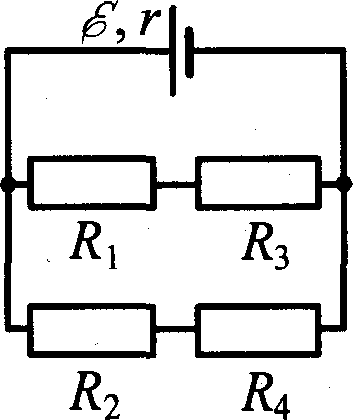 ℰ, r
R₁ R₃
R₂ R₄